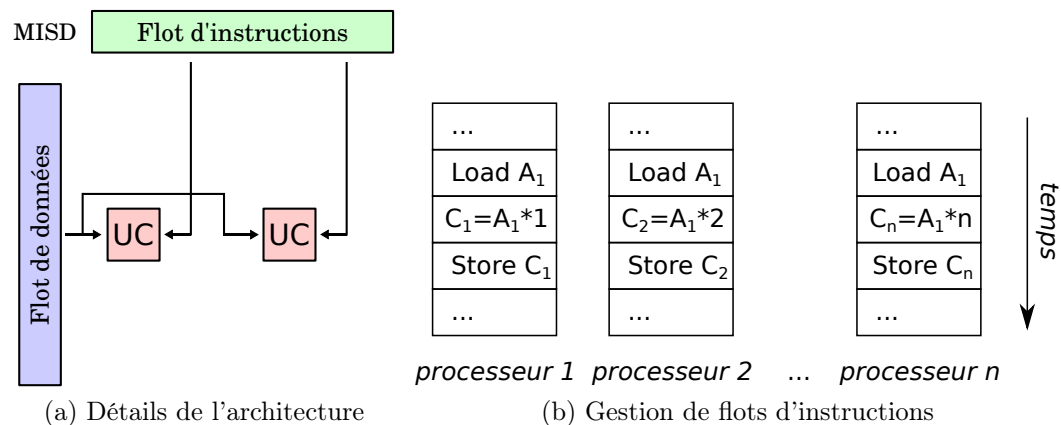 MISD
Flot d'instructions
Flot de données
UC UC
... ... ...
Load A₁ Load A₁ Load A₁
C₁=A₁*1 C₂=A₁*2 Cₙ=A₁*n
Store C₁ Store C₂ Store Cₙ
... ... ...
temps
processeur 1 processeur 2 ... processeur n
(a) Détails de l'architecture
(b) Gestion de flots d'instructions